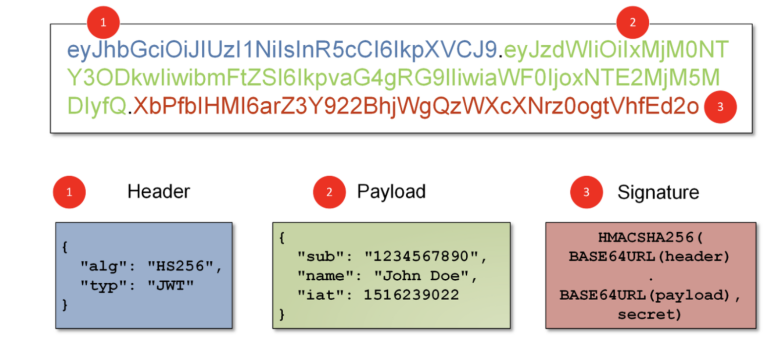 1
2
eyJhbGciOiJIUzI1NiIsInR5cCI6IkpXVCJ9.eyJzdWIiOiIxMjM0NT
Y3ODkwIiwibmFtZSI6IkpvaG4gRG9lIiwiaWF0IjoxNTE2MjM5M
DIyfQ.XbPfbIHMI6arZ3Y922BhjWgQzWXcXNrz0ogtVhfEd2o
3
1
Header
2
Payload
3
Signature
{
"alg": "HS256",
"typ": "JWT"
}
{
"sub": "1234567890",
"name": "John Doe",
"iat": 1516239022
}
HMACSHA256(
BASE64URL(header)
.
BASE64URL(payload),
secret)